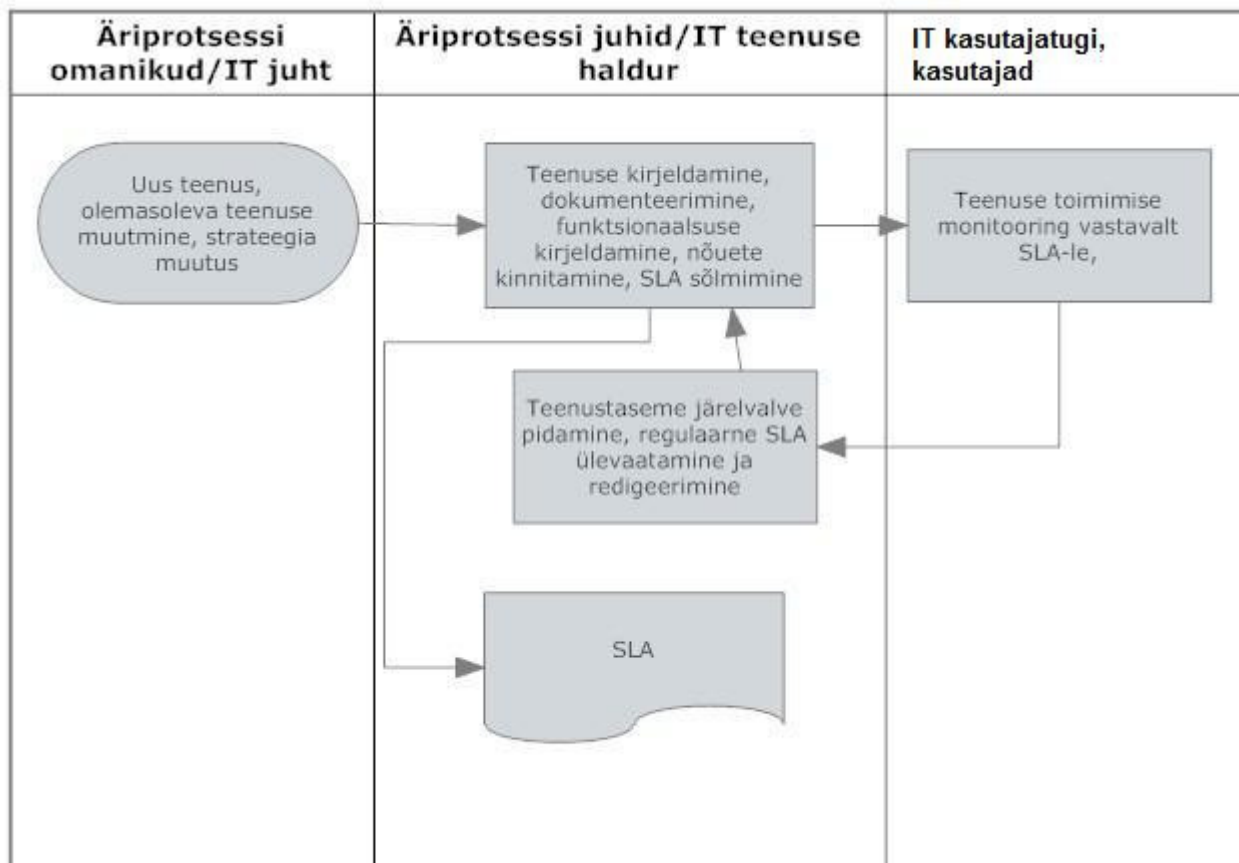 Äriprotsessi
omanikud/IT juht
Äriprotsessi juhid/IT teenuse
haldur
IT kasutajatugi,
kasutajad
Uus teenus,
olemasoleva teenuse
muutmine, strateegia
muutus
Teenuse kirjeldamine,
dokumenteerimine,
funktsionaalsuse
kirjeldamine, nõuete
kinnitamine, SLA sõlmimine
Teenuse toimimise
monitooring vastavalt
SLA-le,
Teenustaseme järelvalve
pidamine, regulaarne SLA
ülevaatamine ja
redigeerimine
SLA